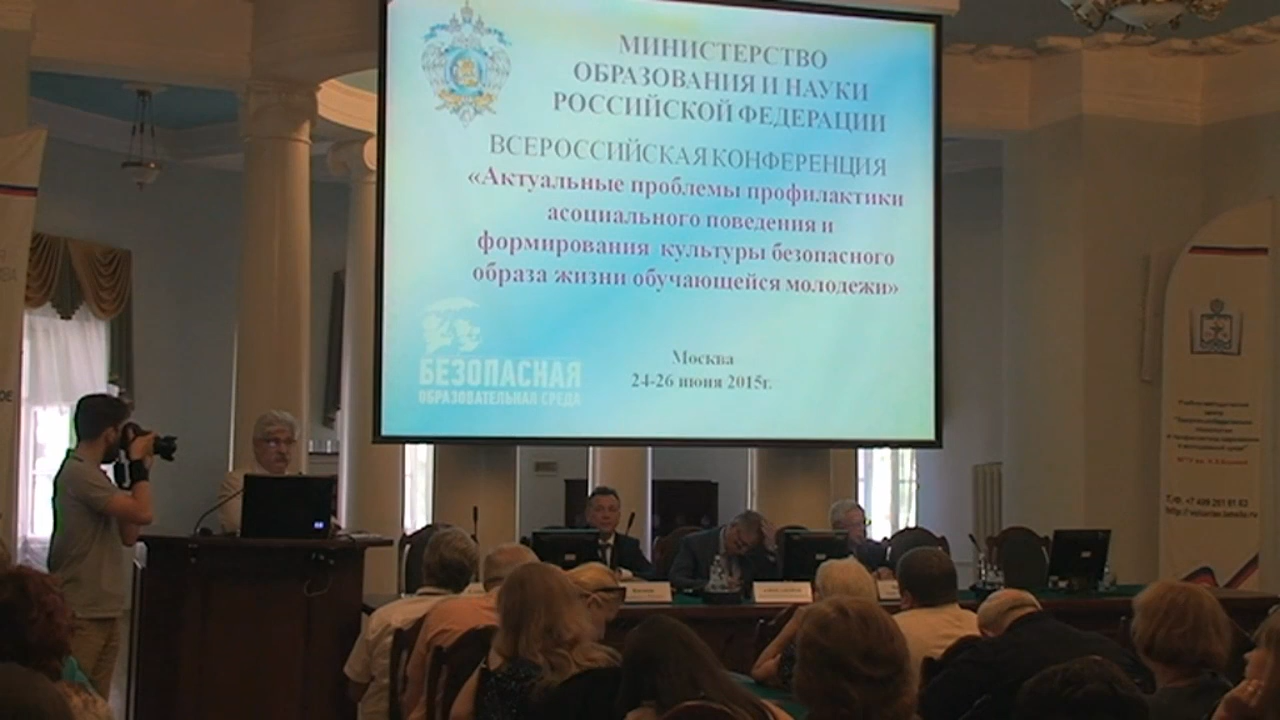 МИНИСТЕРСТВО
ОБРАЗОВАНИЯ И НАУКИ
РОССИЙСКОЙ ФЕДЕРАЦИИ
ВСЕРОССИЙСКАЯ КОНФЕРЕНЦИЯ
«Актуальные проблемы профилактики
асоциального поведения и
формирования культуры безопасного
образа жизни обучающейся молодежи»
БЕЗОПАСНАЯ
ОБРАЗОВАТЕЛЬНАЯ СРЕДА
Москва
24-26 июня 2015г.